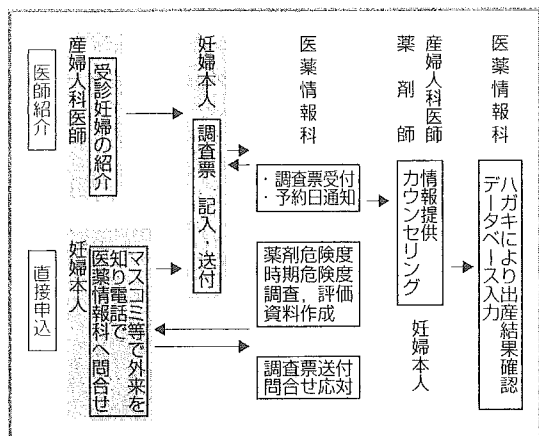 医師紹介
産婦人科医師
受診妊婦の紹介
妊婦本人
調査票 記入・送付
医薬情報科
・調査票受付
・予約日通知
薬剤危険度
時期危険度
調査，評価
資料作成
調査票送付
問合せ応対
産婦人科医師
薬剤師
情報提供
カウンセリング
妊婦本人
医薬情報科
ハガキにより出産結果確認
データベース入力
直接申込
妊婦本人
マスコミ等で外来を
知り電話で
医薬情報科へ問合せ